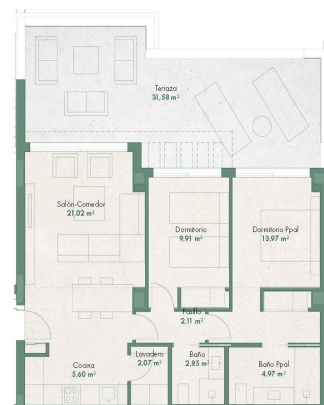 Terraza
31,58 m²
Salón-Comedor
21,02 m²
Dormitorio
9,91 m²
Dormitorio Ppal
13,97 m²
Pasillo
2,11 m²
Cocina
5,60 m²
Lavadero
2,07 m²
Baño
2,85 m²
Baño Ppal
4,97 m²